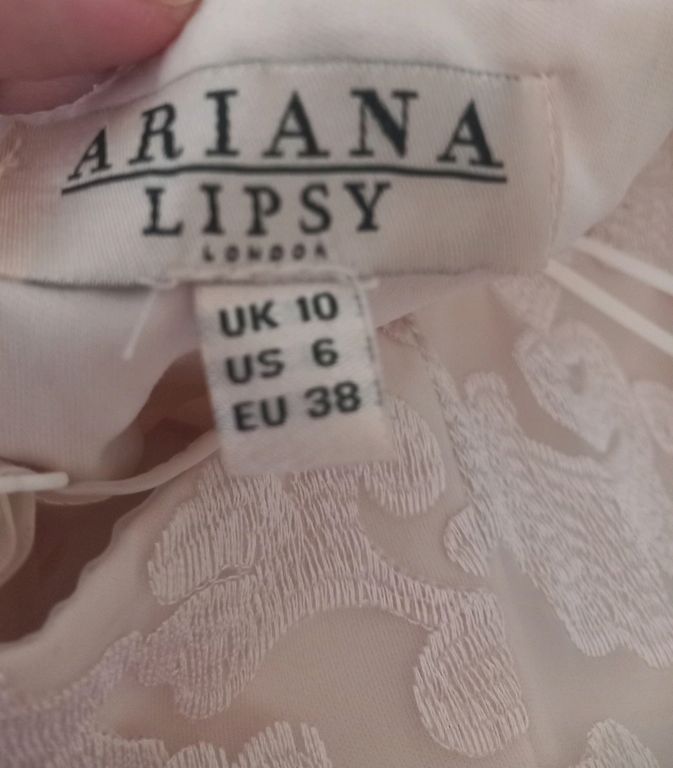 ARIANA
LIPSY
LONDON
UK 10
US 6
EU 38